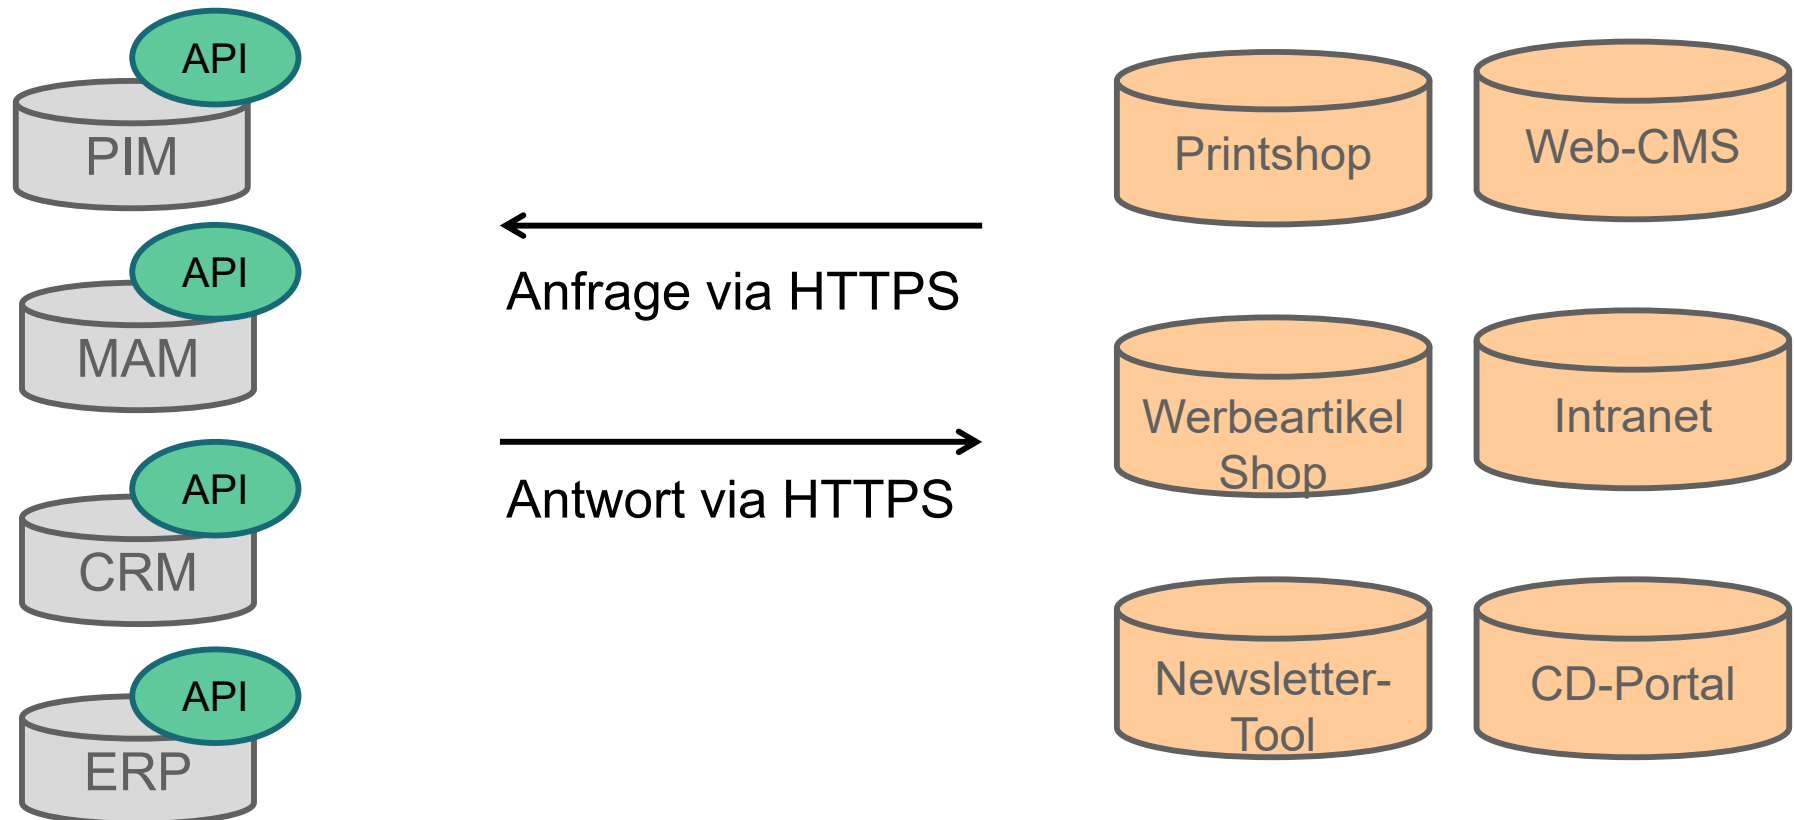 API
PIM
API
MAM
API
CRM
API
ERP
Anfrage via HTTPS
Antwort via HTTPS
Printshop
Web-CMS
Werbeartikel
Shop
Intranet
Newsletter-
Tool
CD-Portal